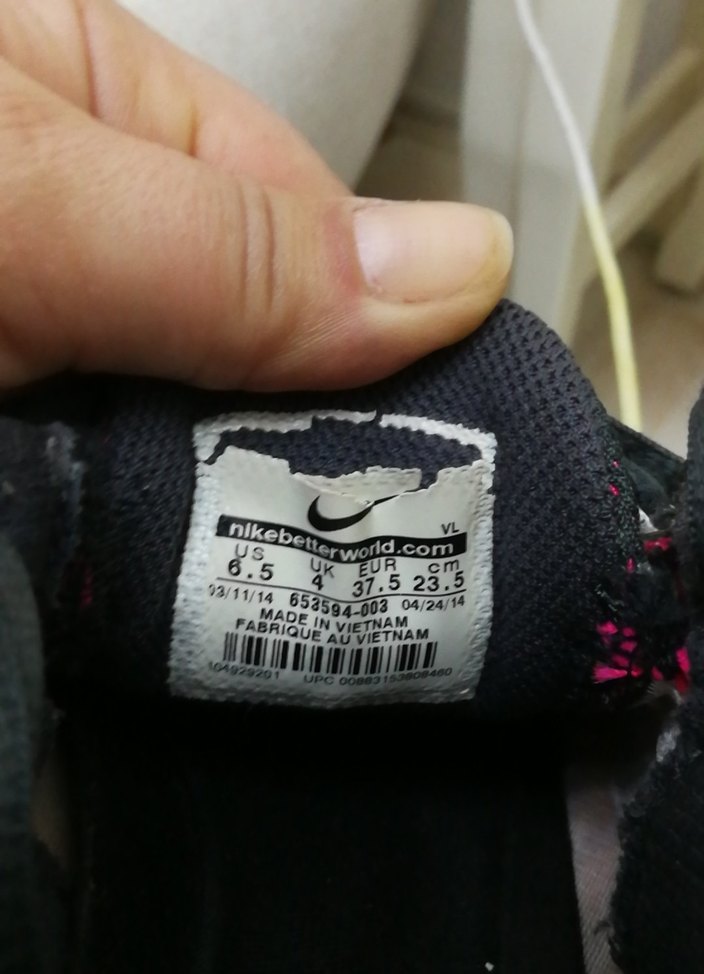 VL
nikebetterworld.com
US UK EUR cm
6.5 4 37.5 23.5
03/11/14 653594-003 04/24/14
MADE IN VIETNAM
FABRIQUE AU VIETNAM
UPC 00883153808460